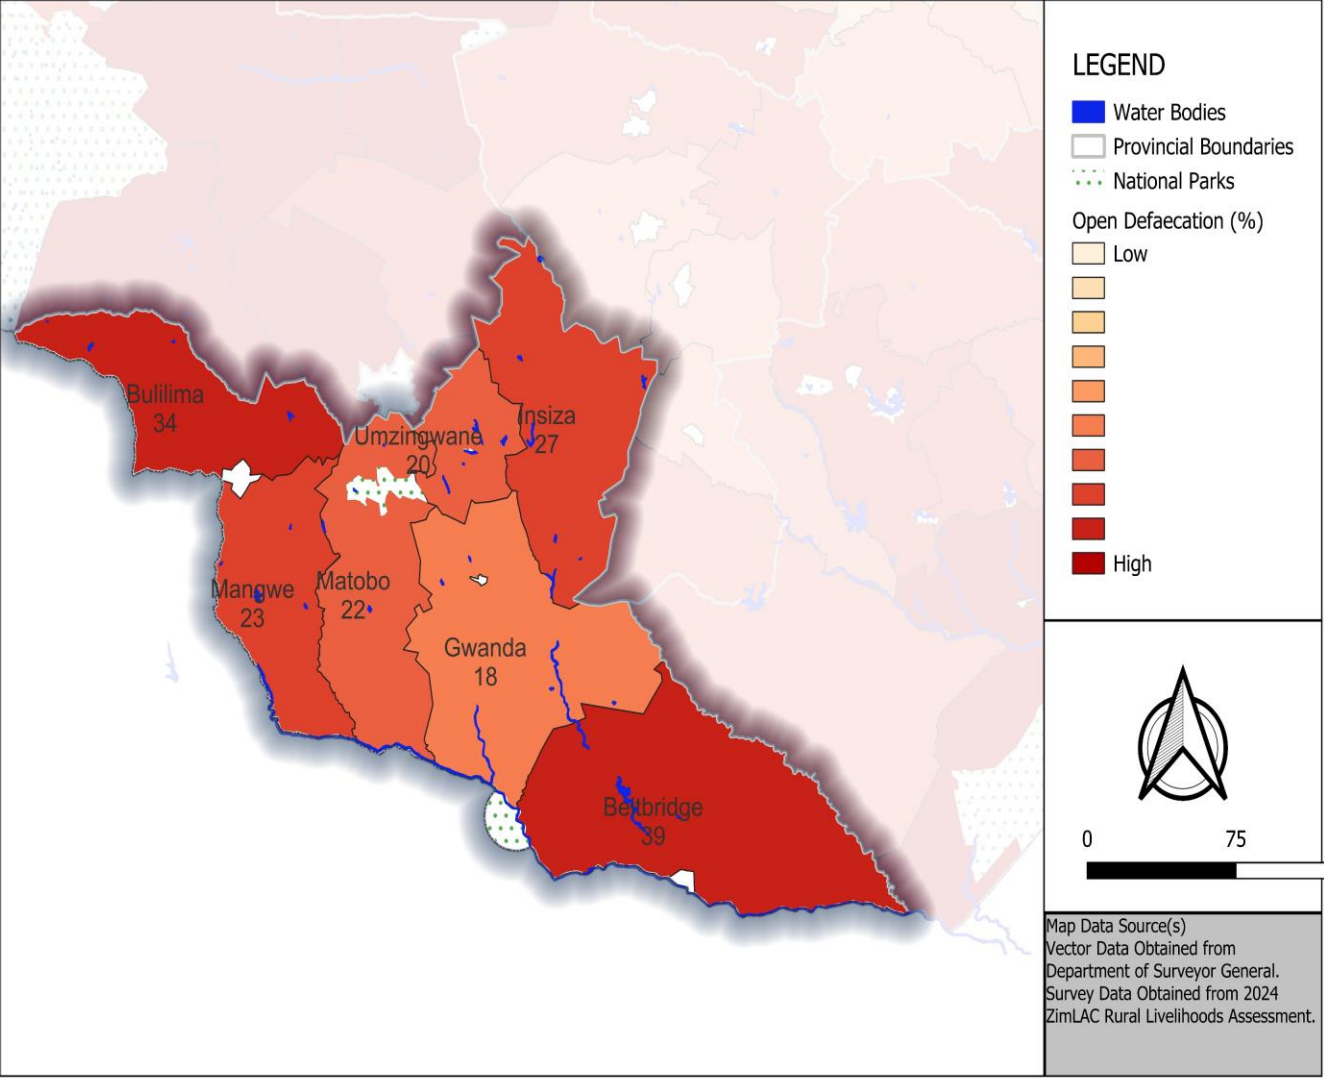 LEGEND
Water Bodies
Provincial Boundaries
National Parks
Open Defaecation (%)
Low
High
Bulilima
34
Umzingwane
20
Insiza
27
Mangwe
23
Matobo
22
Gwanda
18
Beitbridge
39
0 75
Map Data Source(s)
Vector Data Obtained from
Department of Surveyor General.
Survey Data Obtained from 2024
ZimLAC Rural Livelihoods Assessment.